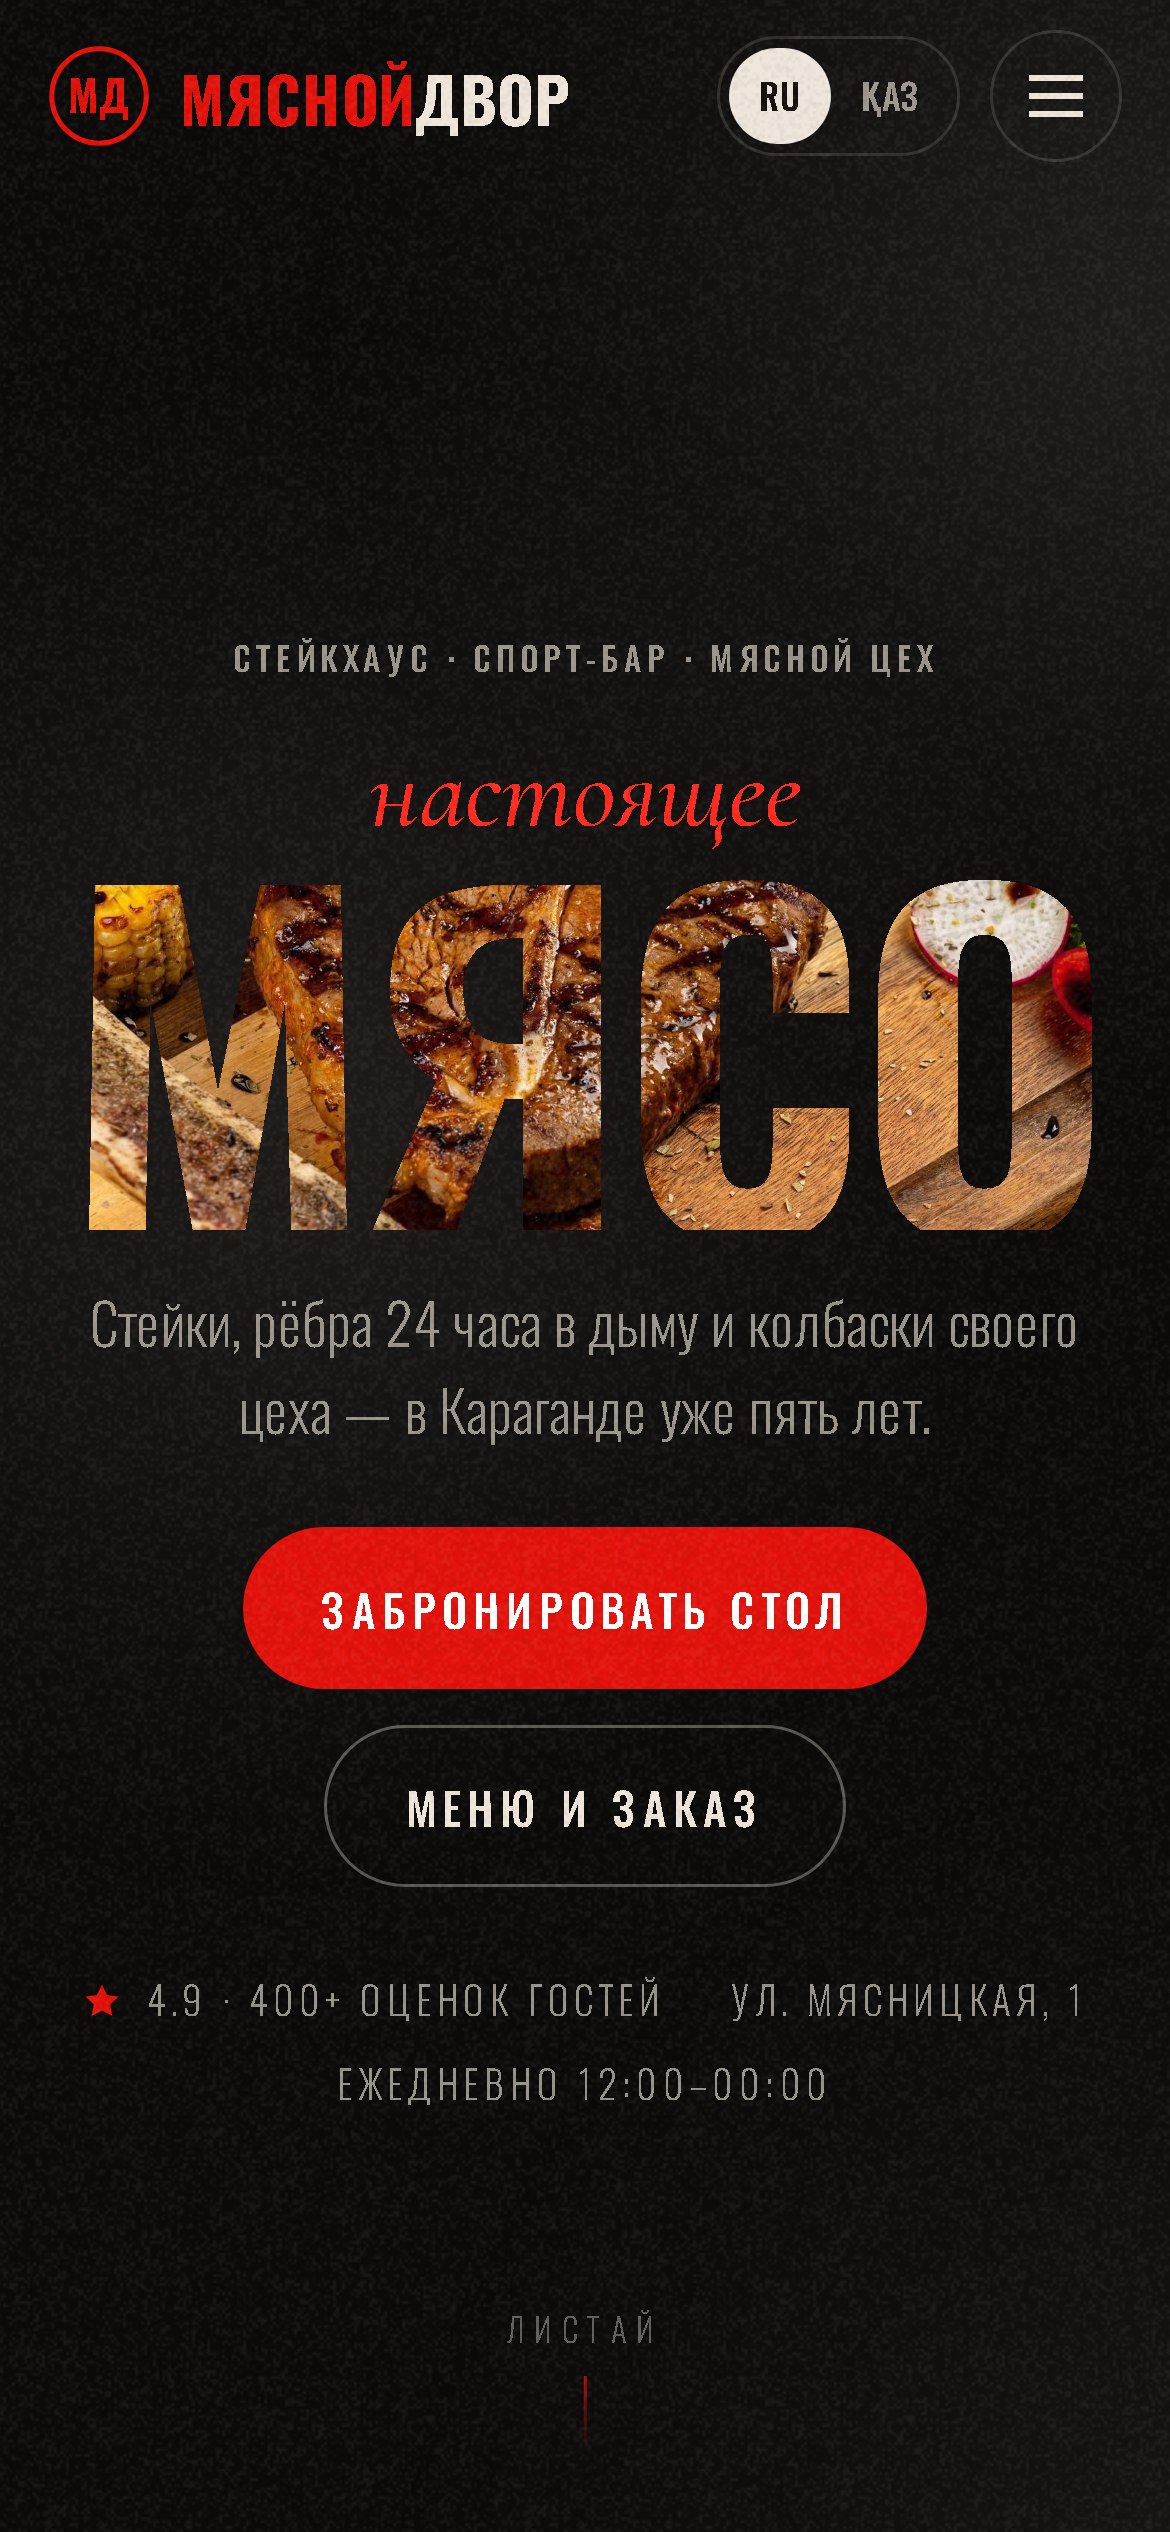 МД МЯСНОЙДВОР RU ҚАЗ
СТЕЙКХАУС · СПОРТ-БАР · МЯСНОЙ ЦЕХ
настоящее
МЯСО
Стейки, рёбра 24 часа в дыму и колбаски своего
цеха — в Караганде уже пять лет.
ЗАБРОНИРОВАТЬ СТОЛ
МЕНЮ И ЗАКАЗ
★ 4.9 · 400+ ОЦЕНОК ГОСТЕЙ УЛ. МЯСНИЦКАЯ, 1
ЕЖЕДНЕВНО 12:00–00:00
ЛИСТАЙ